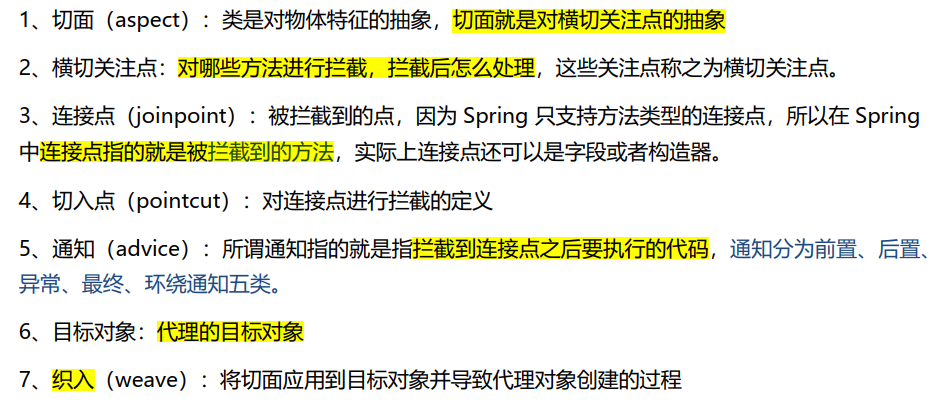 1、切面（aspect）：类是对物体特征的抽象，切面就是对横切关注点的抽象
2、横切关注点：对哪些方法进行拦截，拦截后怎么处理，这些关注点称之为横切关注点。
3、连接点（joinpoint）：被拦截到的点，因为 Spring 只支持方法类型的连接点，所以在 Spring
中连接点指的就是被拦截到的方法，实际上连接点还可以是字段或者构造器。
4、切入点（pointcut）：对连接点进行拦截的定义
5、通知（advice）：所谓通知指的就是指拦截到连接点之后要执行的代码，通知分为前置、后置、
异常、最终、环绕通知五类。
6、目标对象：代理的目标对象
7、织入（weave）：将切面应用到目标对象并导致代理对象创建的过程